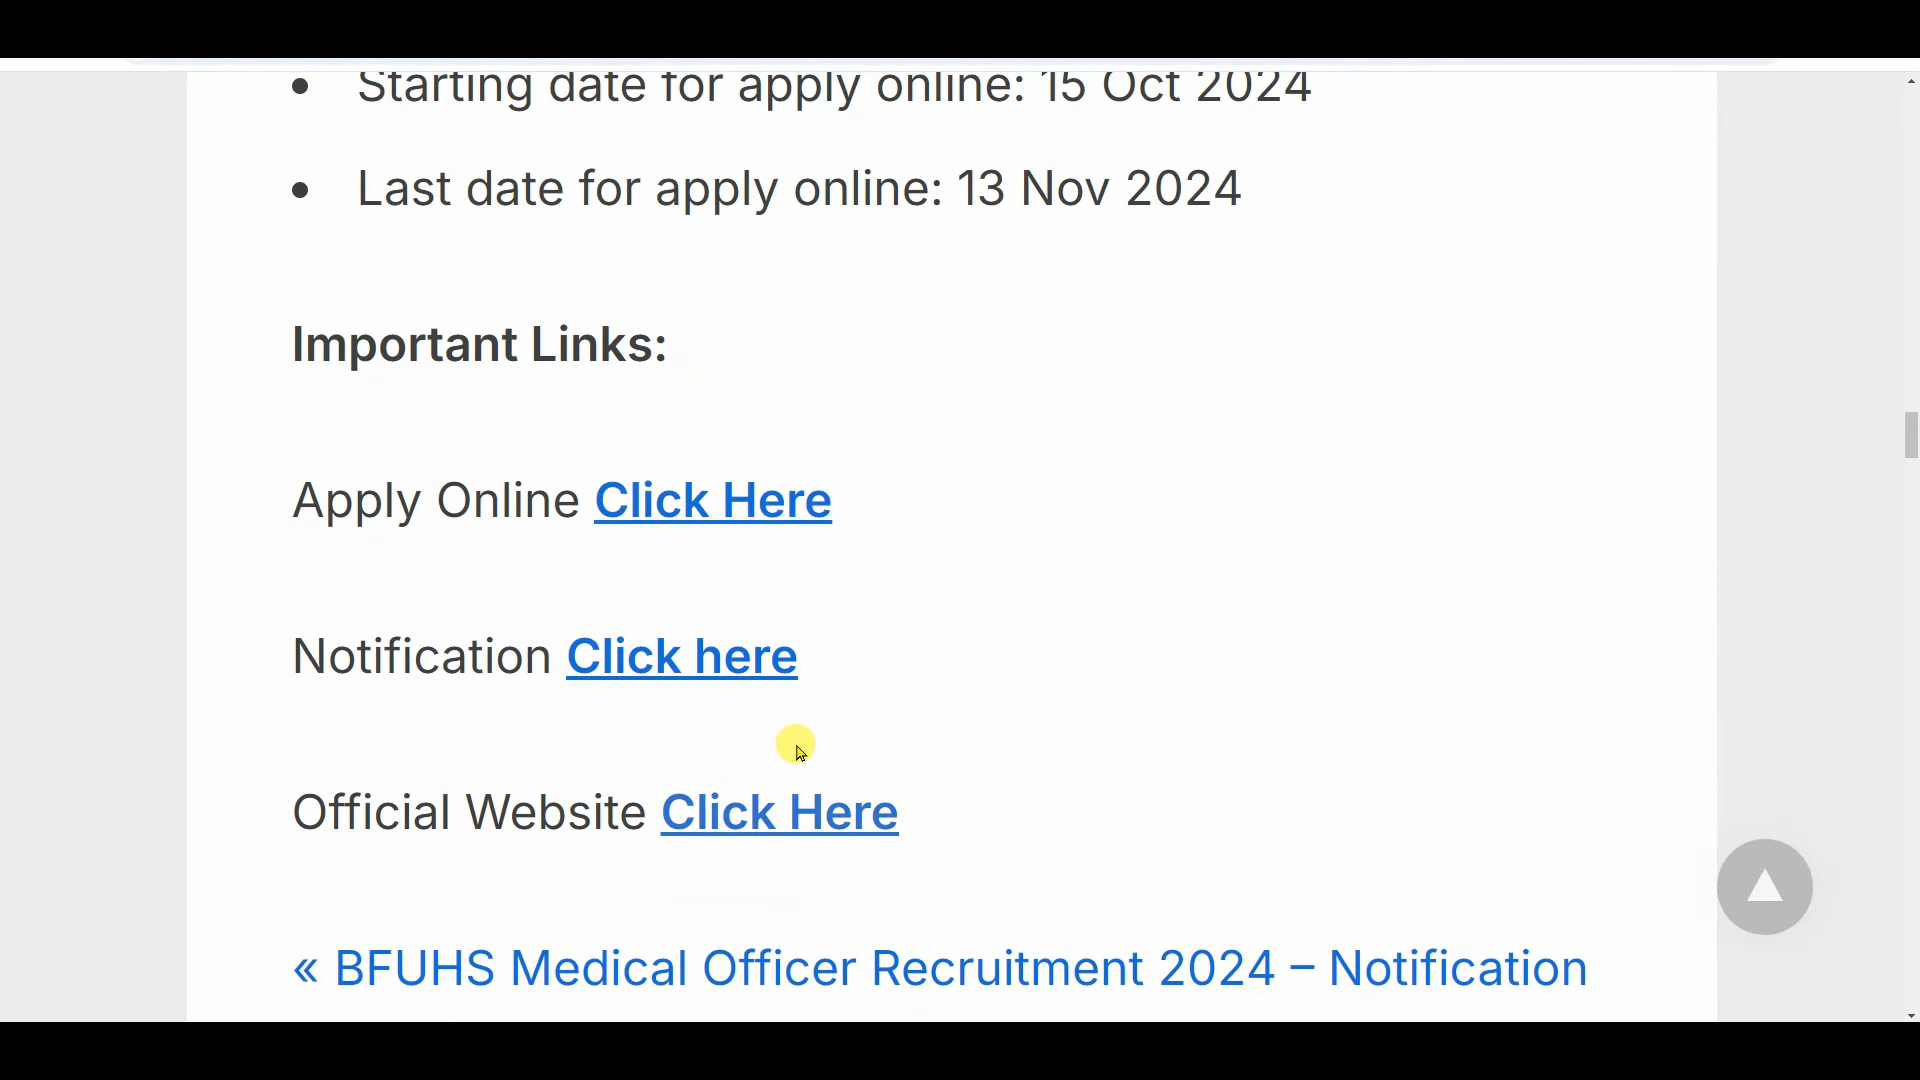 • Starting date for apply online: 15 Oct 2024
• Last date for apply online: 13 Nov 2024
Important Links:
Apply Online Click Here
Notification Click here
Official Website Click Here
« BFUHS Medical Officer Recruitment 2024 – Notification